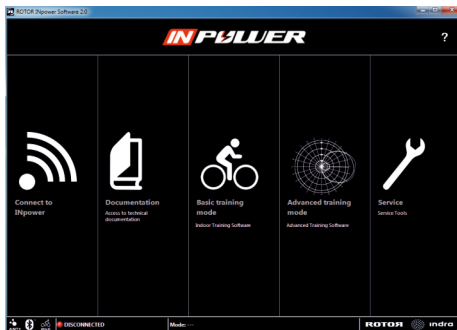 ROTOR INpower Software 2.0
INPOWER
?
Connect to
INpower
Documentation
Access to technical
documentation
Basic training
mode
Indoor Training Software
Advanced training
mode
Advanced Training Software
Service
Service Tools
DISCONNECTED
Mode: ---
ROTOR
indra